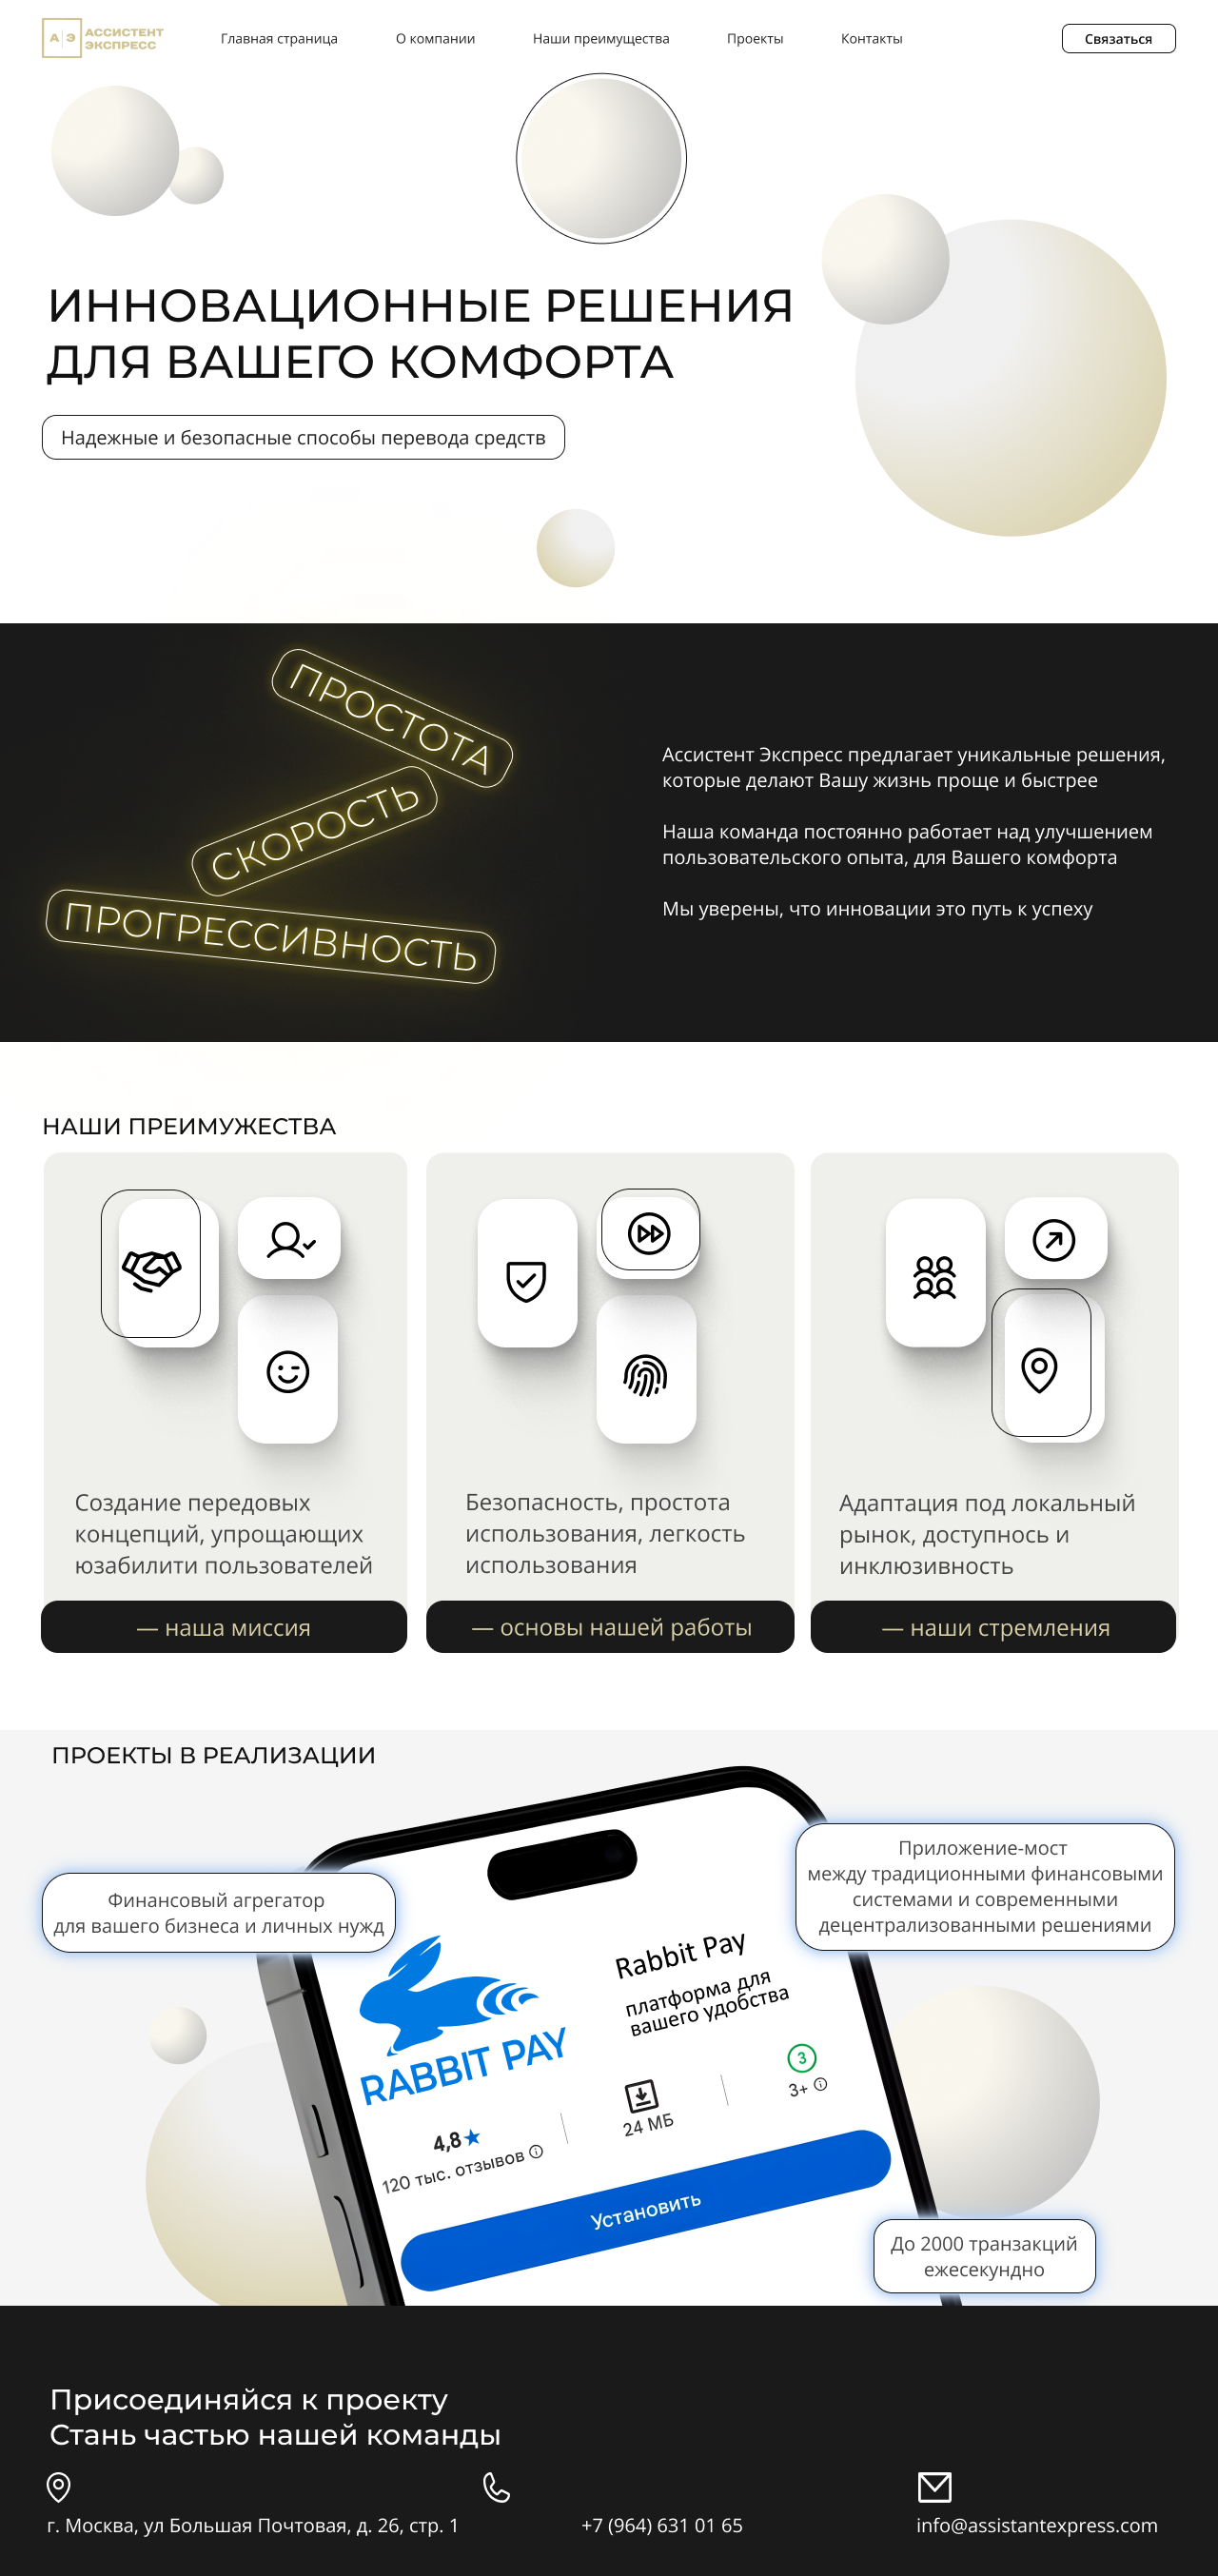 А Э АССИСТЕНТ
ЭКСПРЕСС
Главная страница
О компании
Наши преимущества
Проекты
Контакты
Связаться
ИННОВАЦИОННЫЕ РЕШЕНИЯ
ДЛЯ ВАШЕГО КОМФОРТА
Надежные и безопасные способы перевода средств
ПРОСТОТА
СКОРОСТЬ
ПРОГРЕССИВНОСТЬ
Ассистент Экспресс предлагает уникальные решения,
которые делают Вашу жизнь проще и быстрее
Наша команда постоянно работает над улучшением
пользовательского опыта, для Вашего комфорта
Мы уверены, что инновации это путь к успеху
НАШИ ПРЕИМУЖЕСТВА
Создание передовых
концепций, упрощающих
юзабилити пользователей
— наша миссия
Безопасность, простота
использования, легкость
использования
— основы нашей работы
Адаптация под локальный
рынок, доступнось и
инклюзивность
— наши стремления
ПРОЕКТЫ В РЕАЛИЗАЦИИ
Финансовый агрегатор
для вашего бизнеса и личных нужд
Приложение-мост
между традиционными финансовыми
системами и современными
децентрализованными решениями
RABBIT PAY
Rabbit Pay
платформа для
вашего удобства
4,8★
120 тыс. отзывов
24 МБ
3
3+
Установить
До 2000 транзакций
ежесекундно
Присоединяйся к проекту
Стань частью нашей команды
г. Москва, ул Большая Почтовая, д. 26, стр. 1
+7 (964) 631 01 65
info@assistantexpress.com